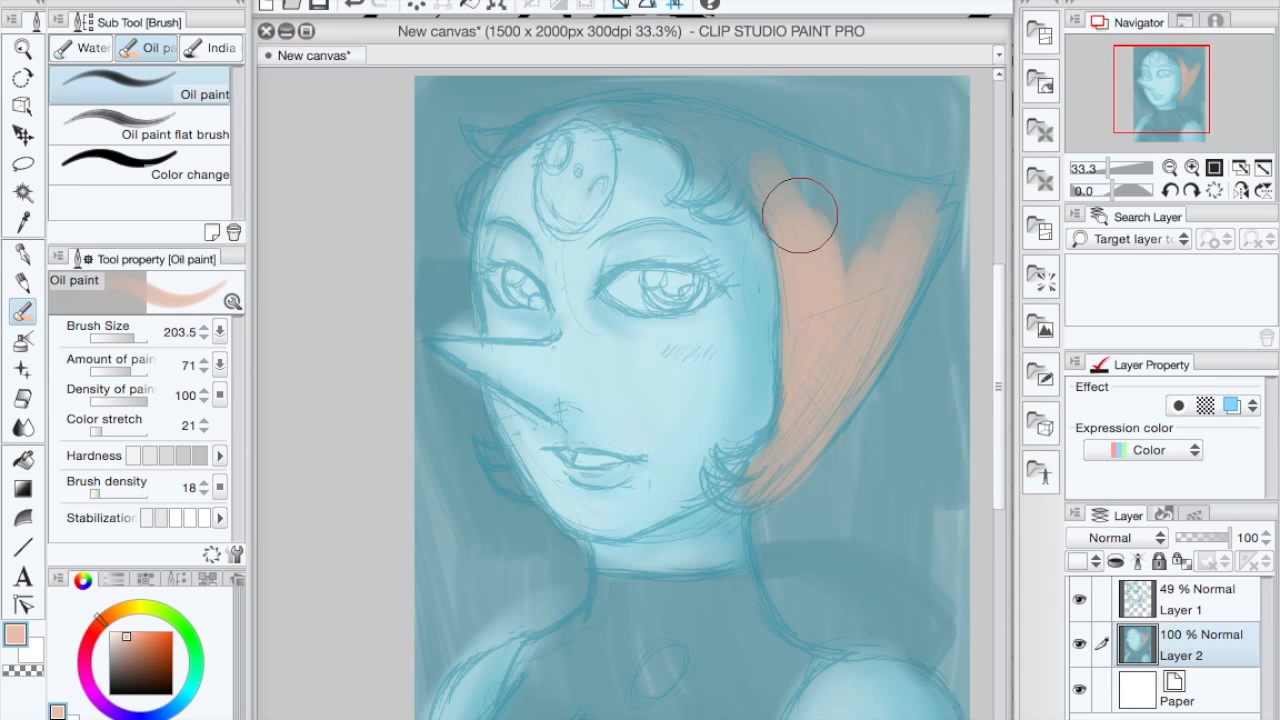 Sub Tool [Brush]
Water
Oil pa
India
Oil paint
Oil paint flat brush
Color change
Tool property [Oil paint]
Oil paint
Brush Size
203.5
Amount of pain
71
Density of pain
100
Color stretch
21
Hardness
Brush density
18
Stabilization
New canvas* (1500 x 2000px 300dpi 33.3%) - CLIP STUDIO PAINT PRO
New canvas*
Navigator
33.3
0.0
Search Layer
Target layer to
Layer Property
Effect
Expression color
Color
Layer
Normal
100
49 % Normal
Layer 1
100 % Normal
Layer 2
Paper